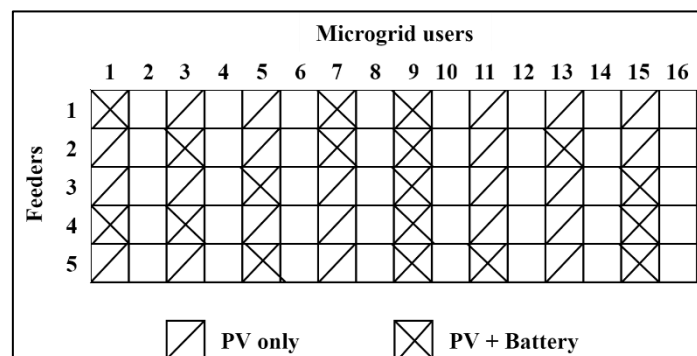 Microgrid users
1 2 3 4 5 6 7 8 9 10 11 12 13 14 15 16
Feeders
1
2
3
4
5
PV only
PV + Battery